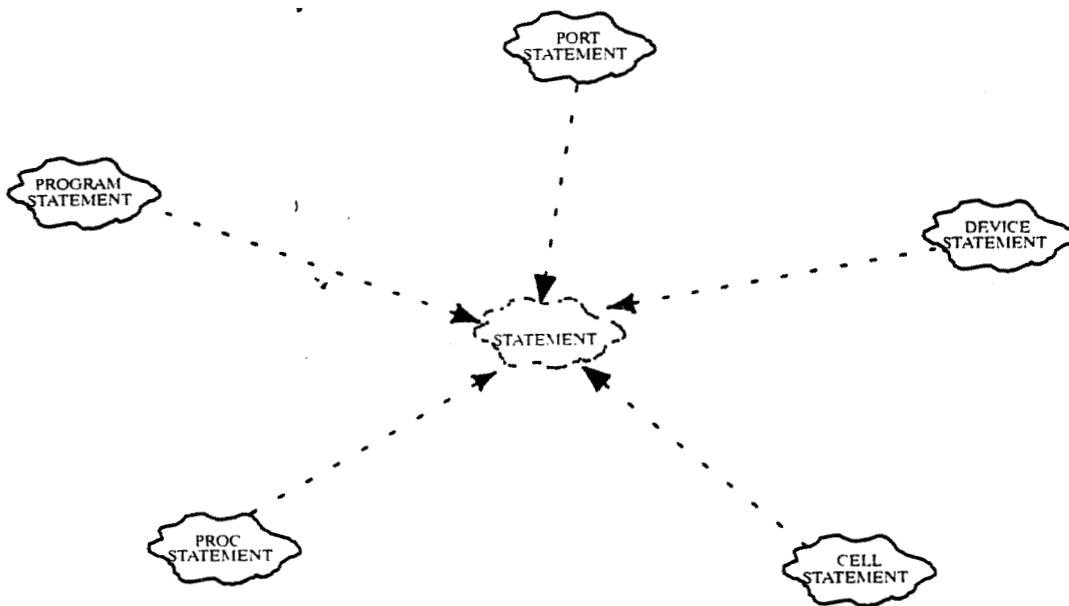 PORT
STATEMENT
PROGRAM
STATEMENT
DEVICE
STATEMENT
STATEMENT
PROC
STATEMENT
CELL
STATEMENT